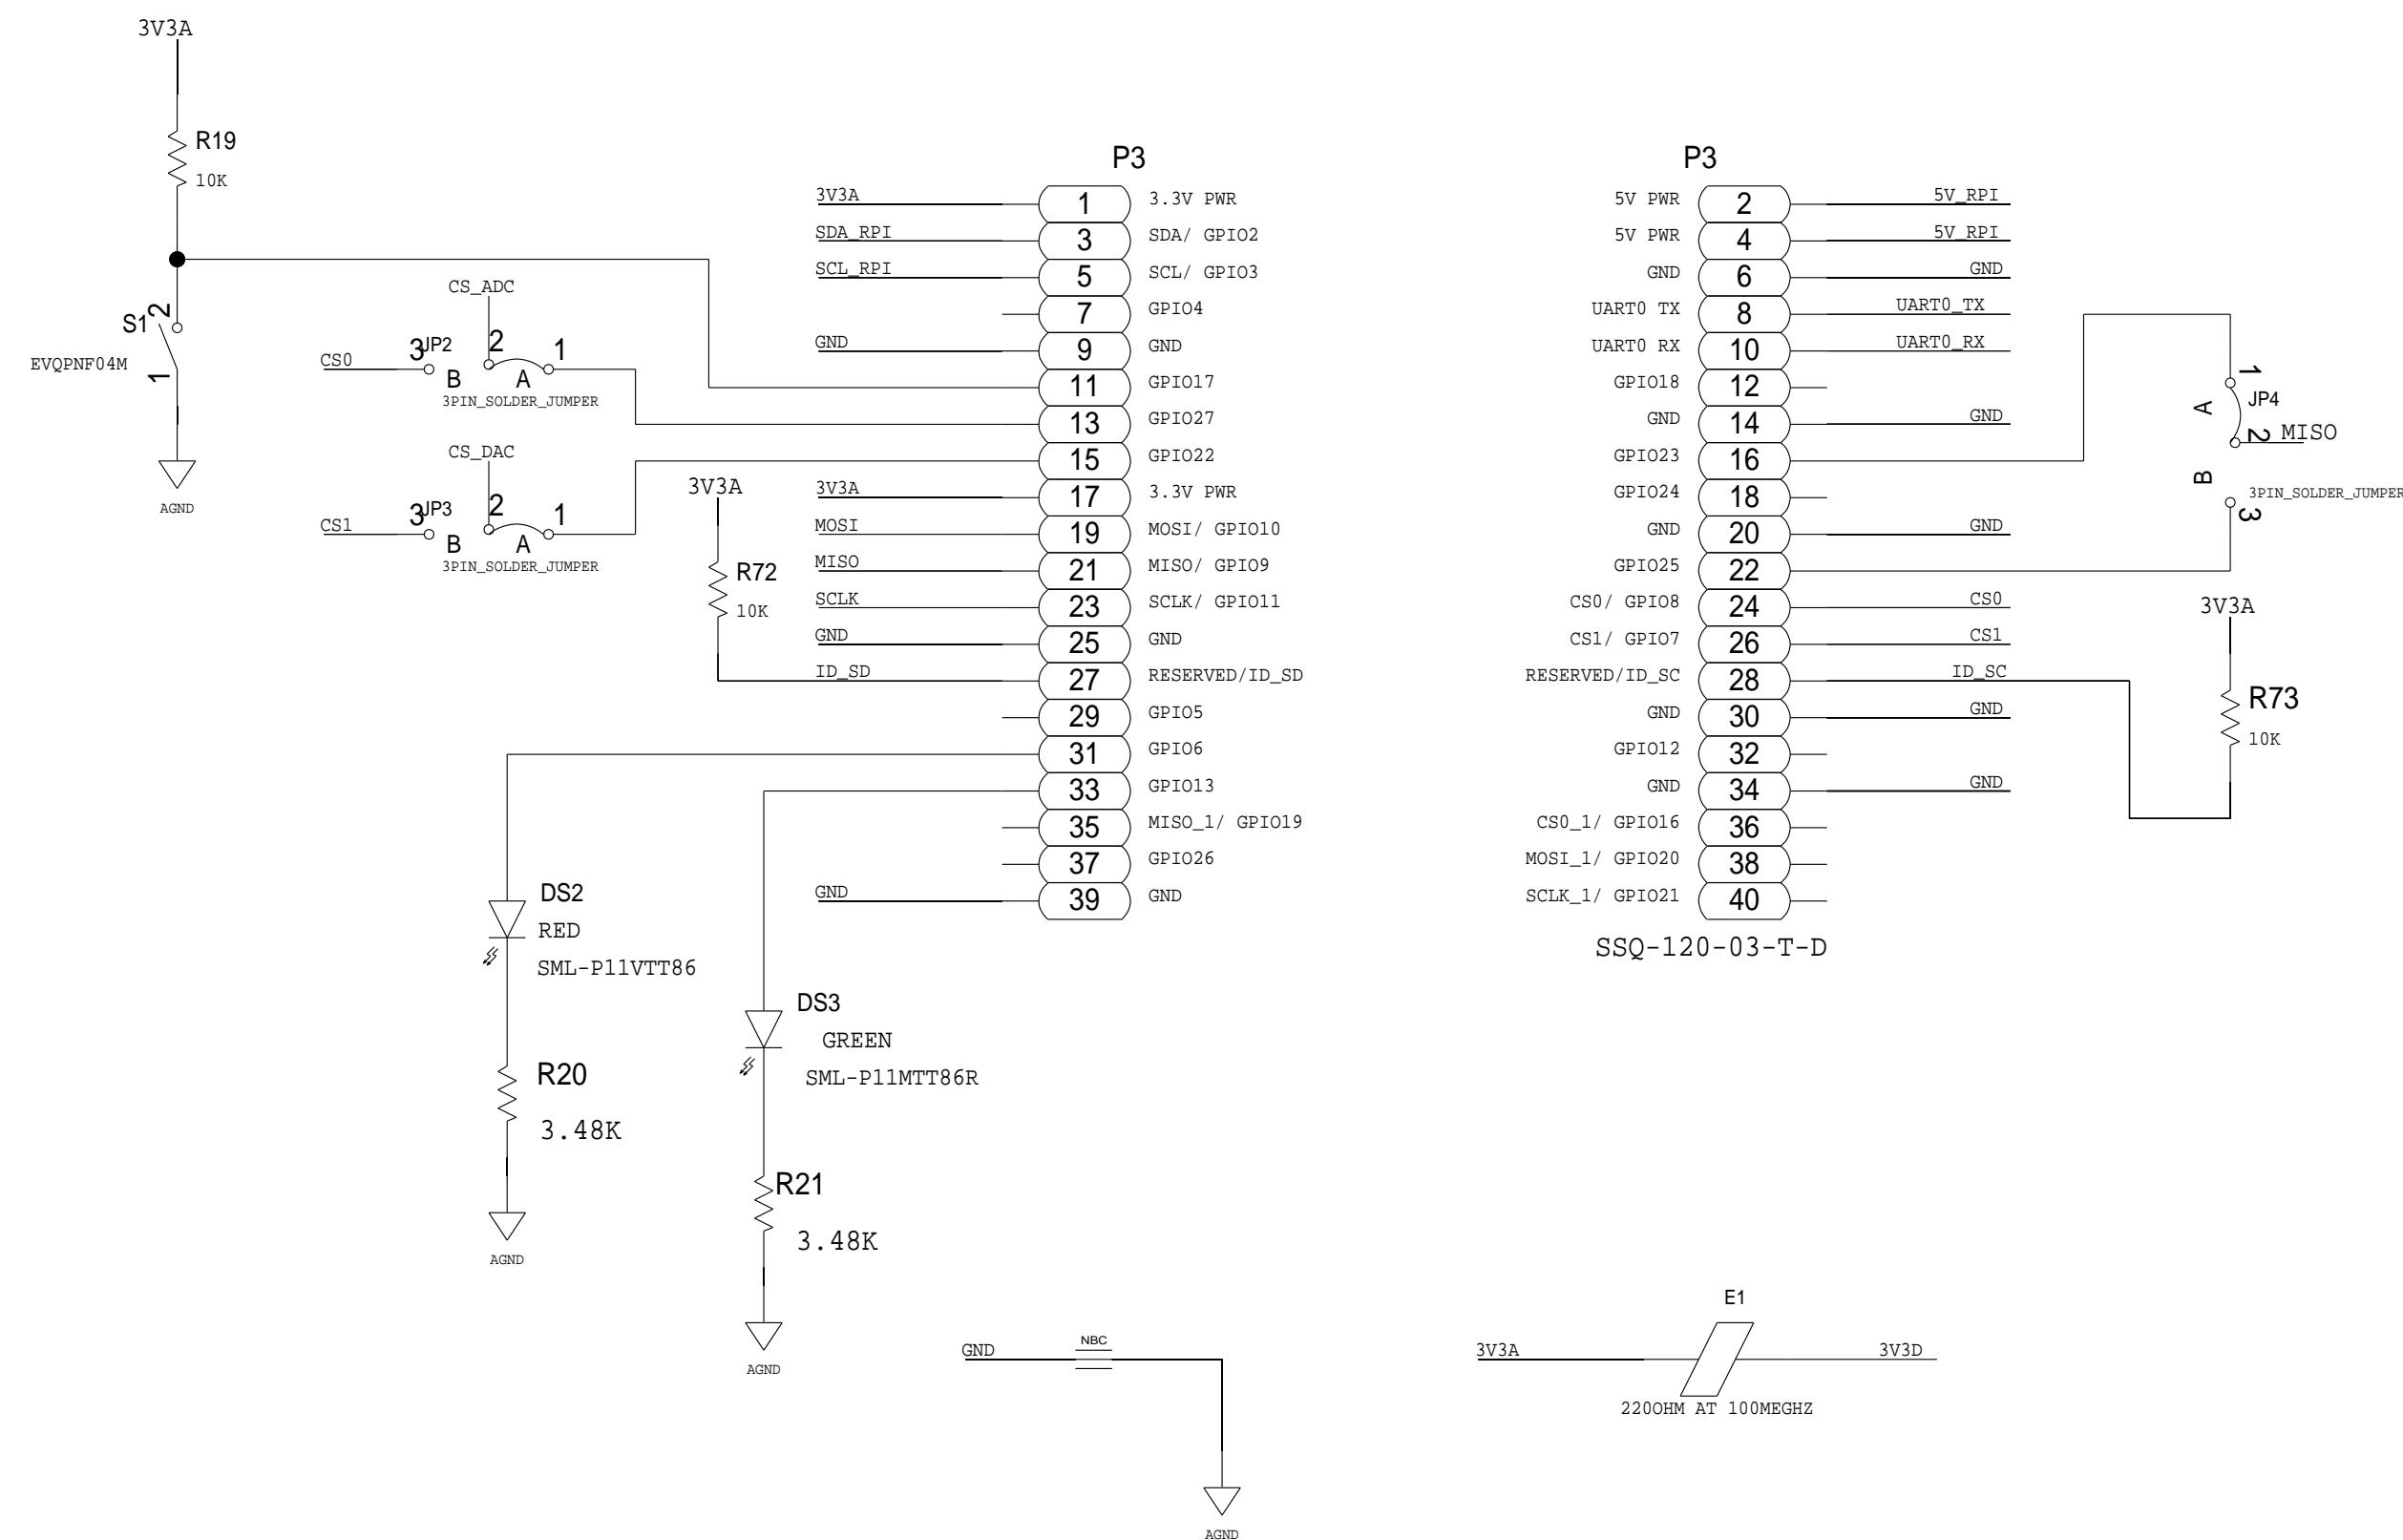 3V3A
R19
10K
S1
2
1
EVQPNF04M
AGND
CS_ADC
CS0
3
JP2
2
1
B
A
3PIN_SOLDER_JUMPER
CS_DAC
CS1
3
JP3
2
1
B
A
3PIN_SOLDER_JUMPER
3V3A
R72
10K
P3
3V3A 1 3.3V PWR
SDA_RPI 3 SDA/ GPIO2
SCL_RPI 5 SCL/ GPIO3
7 GPIO4
GND 9 GND
11 GPIO17
13 GPIO27
15 GPIO22
3V3A 17 3.3V PWR
MOSI 19 MOSI/ GPIO10
MISO 21 MISO/ GPIO9
SCLK 23 SCLK/ GPIO11
GND 25 GND
ID_SD 27 RESERVED/ID_SD
29 GPIO5
31 GPIO6
33 GPIO13
35 MISO_1/ GPIO19
37 GPIO26
GND 39 GND
P3
5V PWR 2 5V_RPI
5V PWR 4 5V_RPI
GND 6 GND
UART0 TX 8 UART0_TX
UART0 RX 10 UART0_RX
GPIO18 12
GND 14 GND
GPIO23 16
GPIO24 18
GND 20 GND
GPIO25 22
CS0/ GPIO8 24 CS0
CS1/ GPIO7 26 CS1
RESERVED/ID_SC 28 ID_SC
GND 30 GND
GPIO12 32
GND 34 GND
CS0_1/ GPIO16 36
MOSI_1/ GPIO20 38
SCLK_1/ GPIO21 40
SSQ-120-03-T-D
1
JP4
A
2
MISO
B
3PIN_SOLDER_JUMPER
3
3V3A
R73
10K
DS2
RED
SML-P11VTT86
R20
3.48K
AGND
DS3
GREEN
SML-P11MTT86R
R21
3.48K
AGND
GND
NBC
AGND
E1
3V3A
3V3D
220OHM AT 100MEGHZ